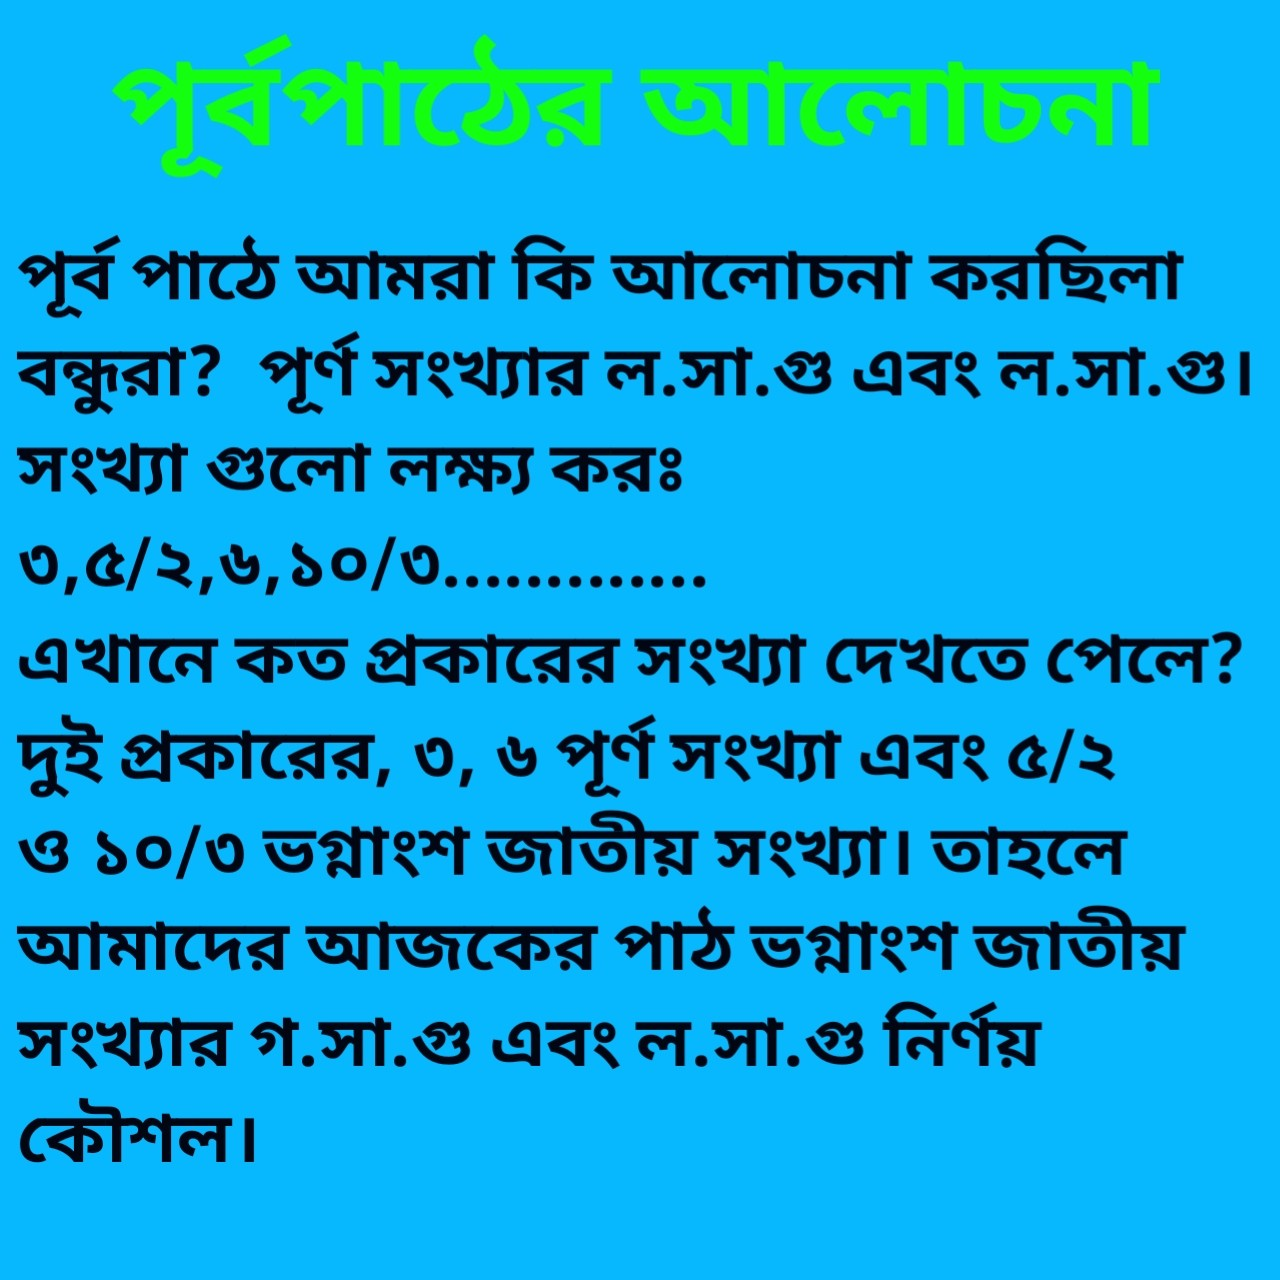 পূর্বপাঠের আলোচনা
পূর্ব পাঠে আমরা কি আলোচনা করছিলা
বন্ধুরা? পূর্ণ সংখ্যার ল.সা.গু এবং ল.সা.গু।
সংখ্যা গুলো লক্ষ্য করঃ
৩,৫/২,৬,১০/৩.............
এখানে কত প্রকারের সংখ্যা দেখতে পেলে?
দুই প্রকারের, ৩, ৬ পূর্ণ সংখ্যা এবং ৫/২
ও ১০/৩ ভগ্নাংশ জাতীয় সংখ্যা। তাহলে
আমাদের আজকের পাঠ ভগ্নাংশ জাতীয়
সংখ্যার গ.সা.গু এবং ল.সা.গু নির্ণয়
কৌশল।